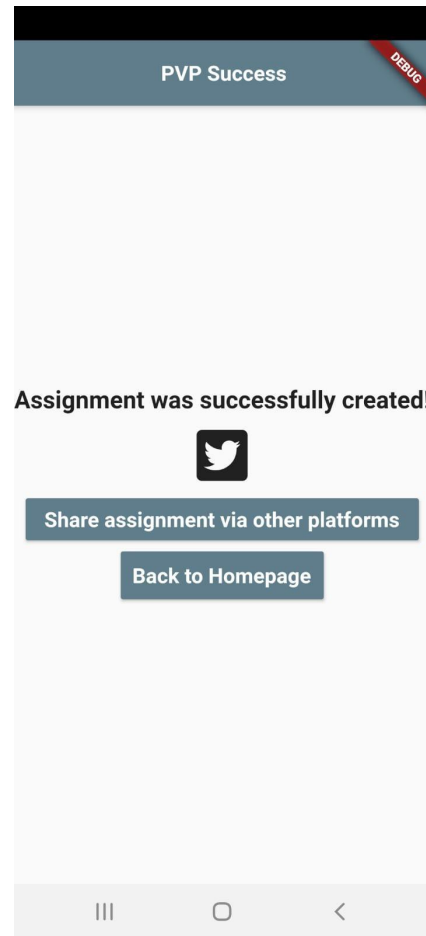 PVP Success
DEBUG
Assignment was successfully created!
Share assignment via other platforms
Back to Homepage